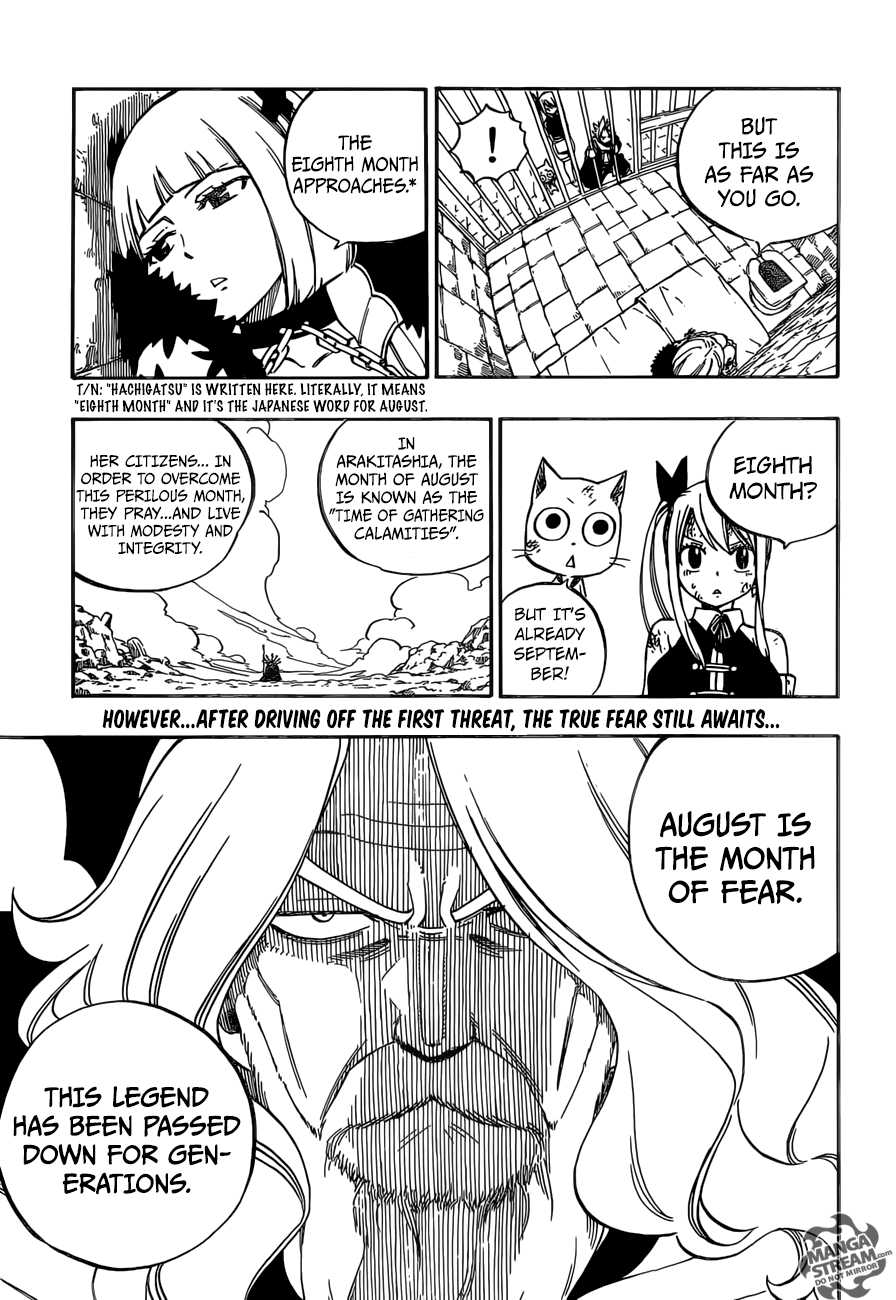 BUT
THIS IS
AS FAR AS
YOU GO.
!
THE
EIGHTH MONTH
APPROACHES.*
T/N: "HACHIGATSU" IS WRITTEN HERE. LITERALLY, IT MEANS
"EIGHTH MONTH" AND IT'S THE JAPANESE WORD FOR AUGUST.
EIGHTH
MONTH?
BUT IT'S
ALREADY
SEPTEM-
BER!
IN
ARAKITASHIA, THE
MONTH OF AUGUST
IS KNOWN AS THE
"TIME OF GATHERING
CALAMITIES".
HER CITIZENS... IN
ORDER TO OVERCOME
THIS PERILOUS MONTH,
THEY PRAY...AND LIVE
WITH MODESTY AND
INTEGRITY.
HOWEVER...AFTER DRIVING OFF THE FIRST THREAT, THE TRUE FEAR STILL AWAITS...
AUGUST IS
THE MONTH
OF FEAR.
THIS LEGEND
HAS BEEN PASSED
DOWN FOR GEN-
ERATIONS.
MANGA
STREAM.com
DO NOT MIRROR